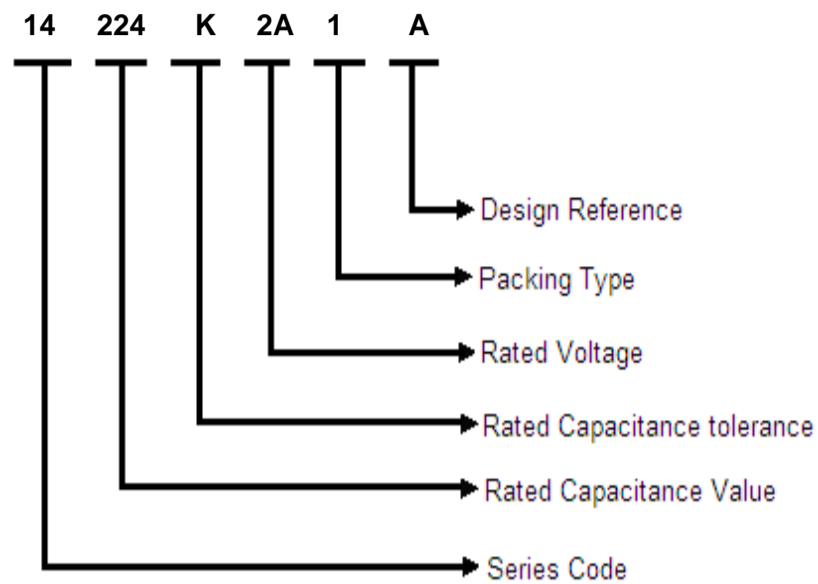 14 224 K 2A 1 A
Design Reference
Packing Type
Rated Voltage
Rated Capacitance tolerance
Rated Capacitance Value
Series Code